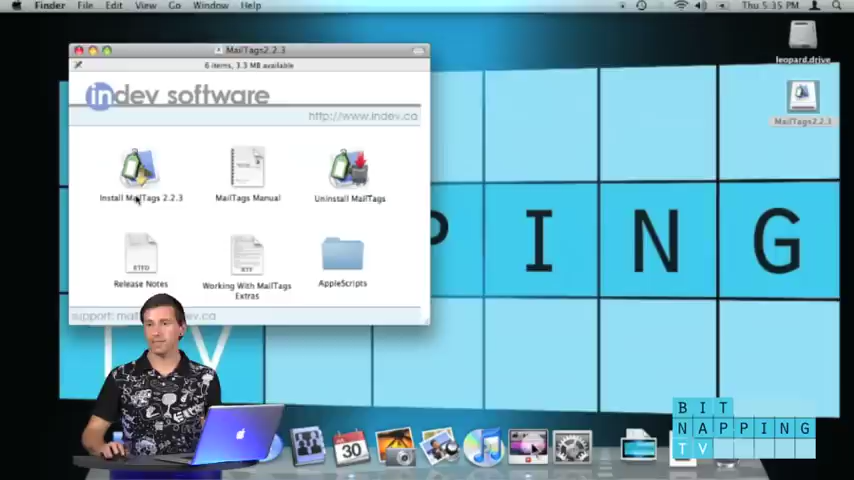 Finder File Edit View Go Window Help
Thu 5:35 PM
MailTags2.2.3
6 items, 3.3 MB available
indev software
http://www.indev.ca
Install MailTags 2.2.3
MailTags Manual
Uninstall MailTags
Release Notes
Working With MailTags
Extras
AppleScripts
support:
leopard.drive
MailTags2.2.3
P I N G
TV
30
BIT
NAPPING
TV